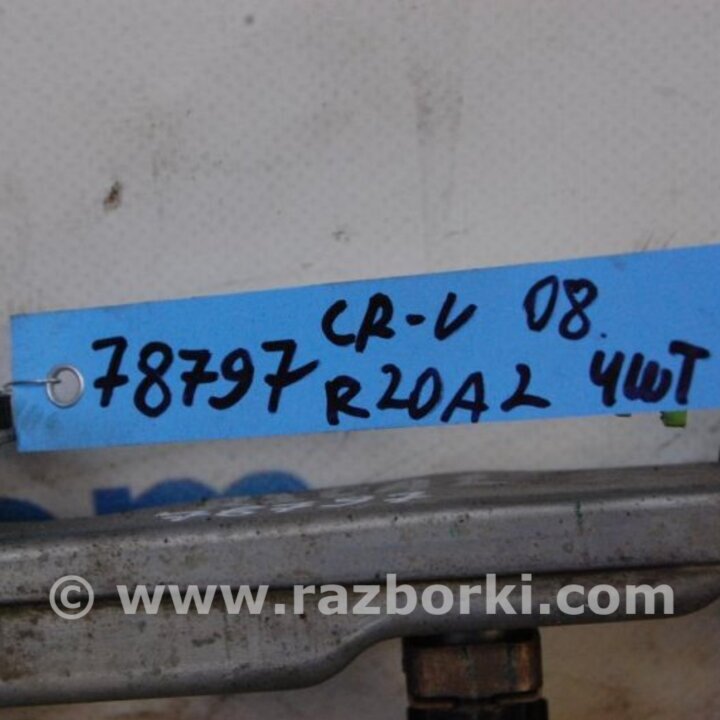 CR-V 08.
78797 R20A2 4шт
© www.razborki.com